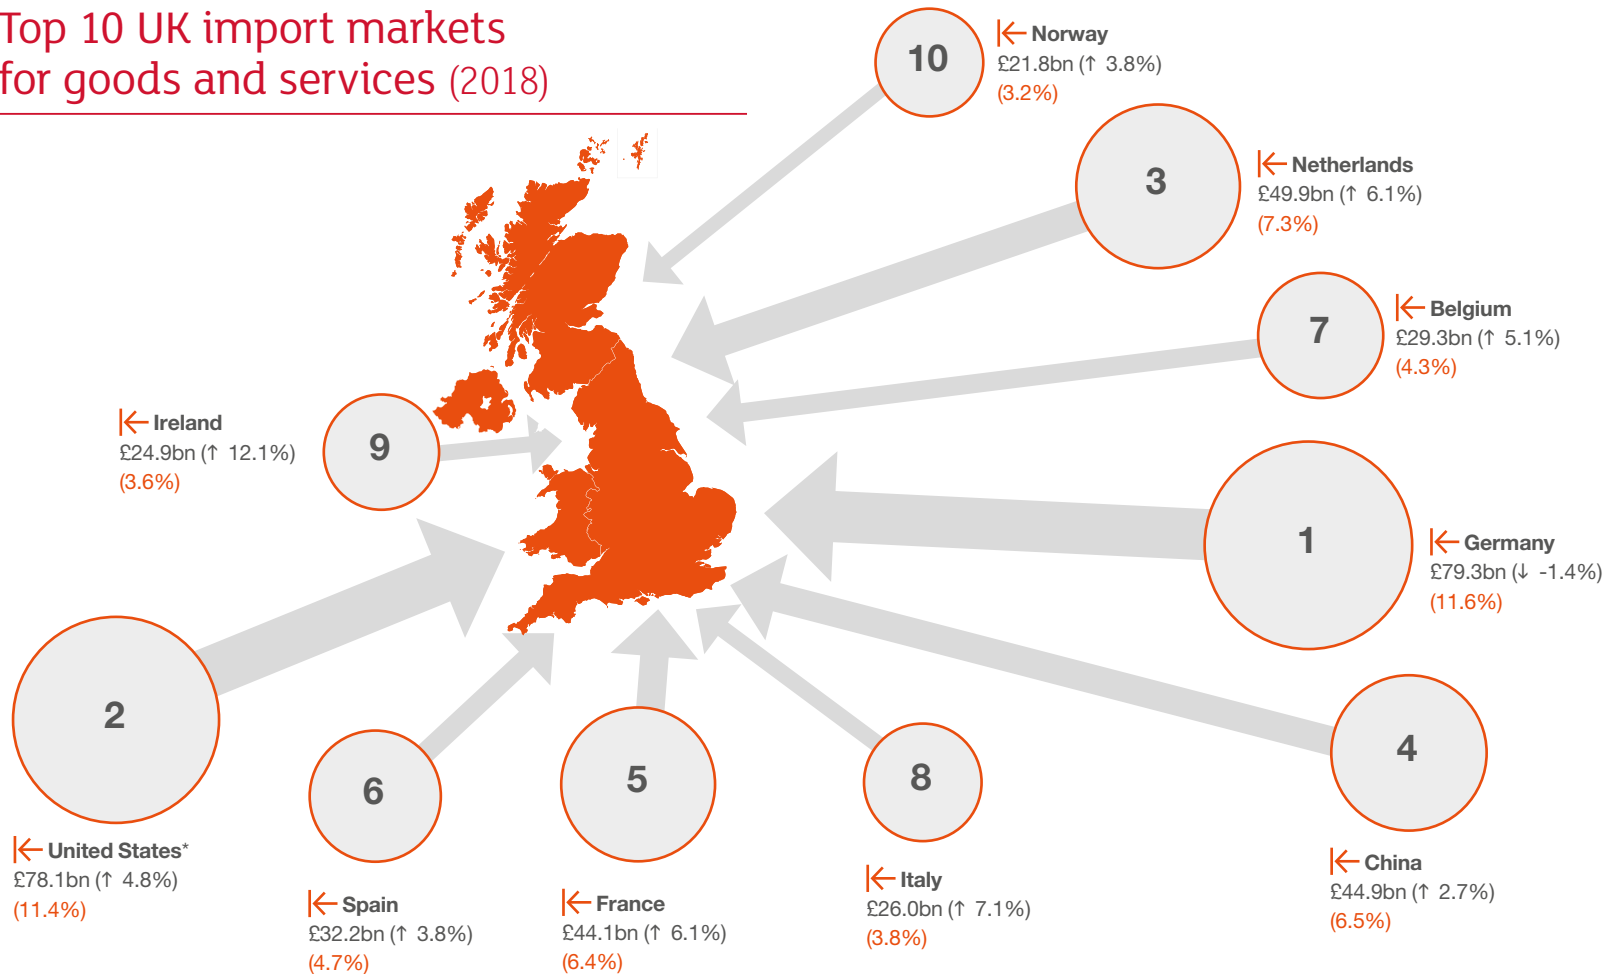 Top 10 UK import markets
for goods and services (2018)
10
Norway
£21.8bn (↑ 3.8%)
(3.2%)
3
Netherlands
£49.9bn (↑ 6.1%)
(7.3%)
7
Belgium
£29.3bn (↑ 5.1%)
(4.3%)
9
Ireland
£24.9bn (↑ 12.1%)
(3.6%)
1
Germany
£79.3bn (↓ -1.4%)
(11.6%)
2
United States*
£78.1bn (↑ 4.8%)
(11.4%)
6
Spain
£32.2bn (↑ 3.8%)
(4.7%)
5
France
£44.1bn (↑ 6.1%)
(6.4%)
8
Italy
£26.0bn (↑ 7.1%)
(3.8%)
4
China
£44.9bn (↑ 2.7%)
(6.5%)